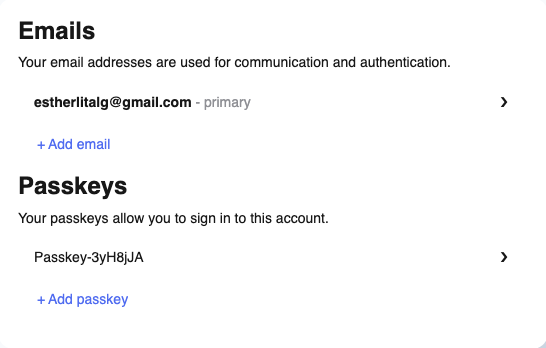 Emails
Your email addresses are used for communication and authentication.
estherlitalg@gmail.com - primary
+ Add email
Passkeys
Your passkeys allow you to sign in to this account.
Passkey-3yH8jJA
+ Add passkey